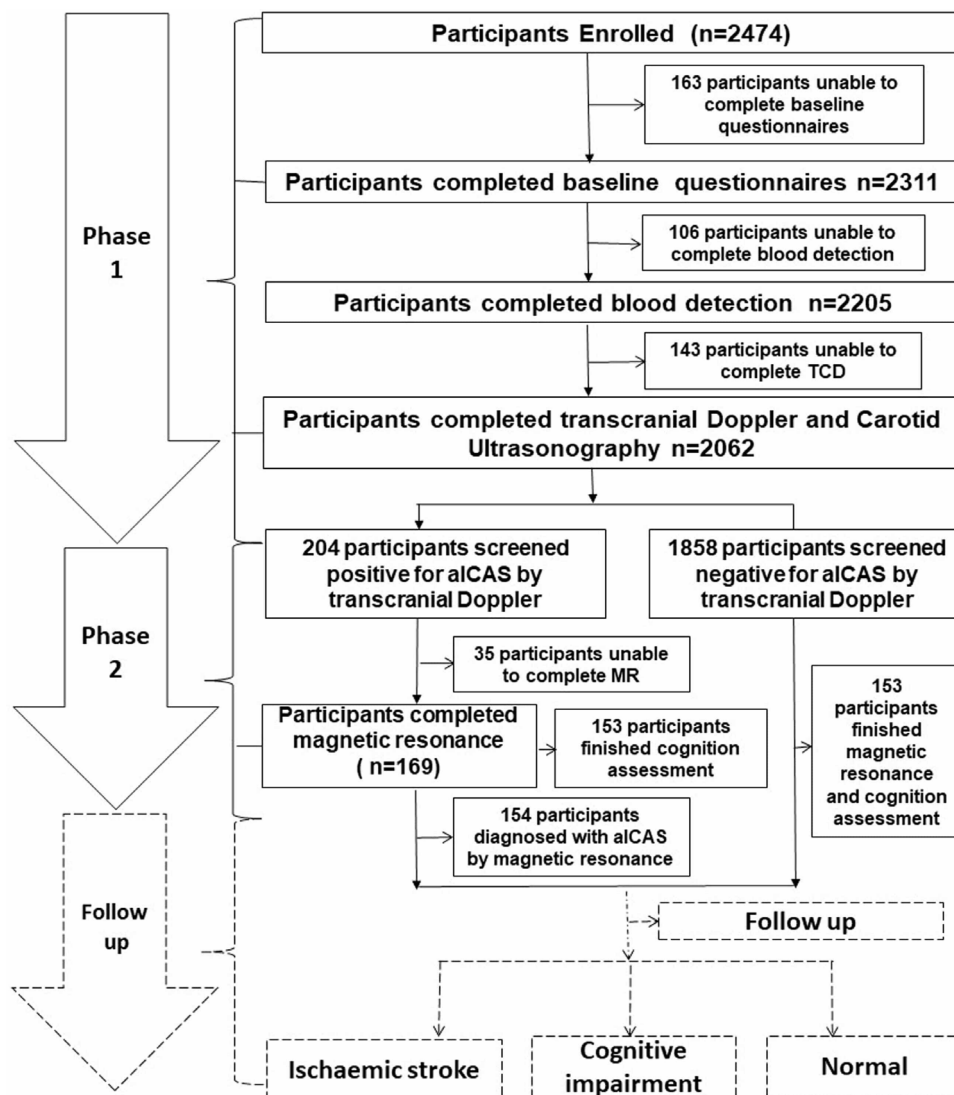 Participants Enrolled (n=2474)
163 participants unable to
complete baseline
questionnaires
Participants completed baseline questionnaires n=2311
Phase
1
106 participants unable to
complete blood detection
Participants completed blood detection n=2205
143 participants unable to
complete TCD
Participants completed transcranial Doppler and Carotid
Ultrasonography n=2062
204 participants screened
positive for aICAS by
transcranial Doppler
1858 participants screened
negative for aICAS by
transcranial Doppler
Phase
2
35 participants unable
to complete MR
Participants completed
magnetic resonance
( n=169)
153 participants
finished cognition
assessment
153
participants
finished
magnetic
resonance
and cognition
assessment
154 participants
diagnosed with aICAS
by magnetic resonance
Follow
up
Follow up
Ischaemic stroke
Cognitive
impairment
Normal